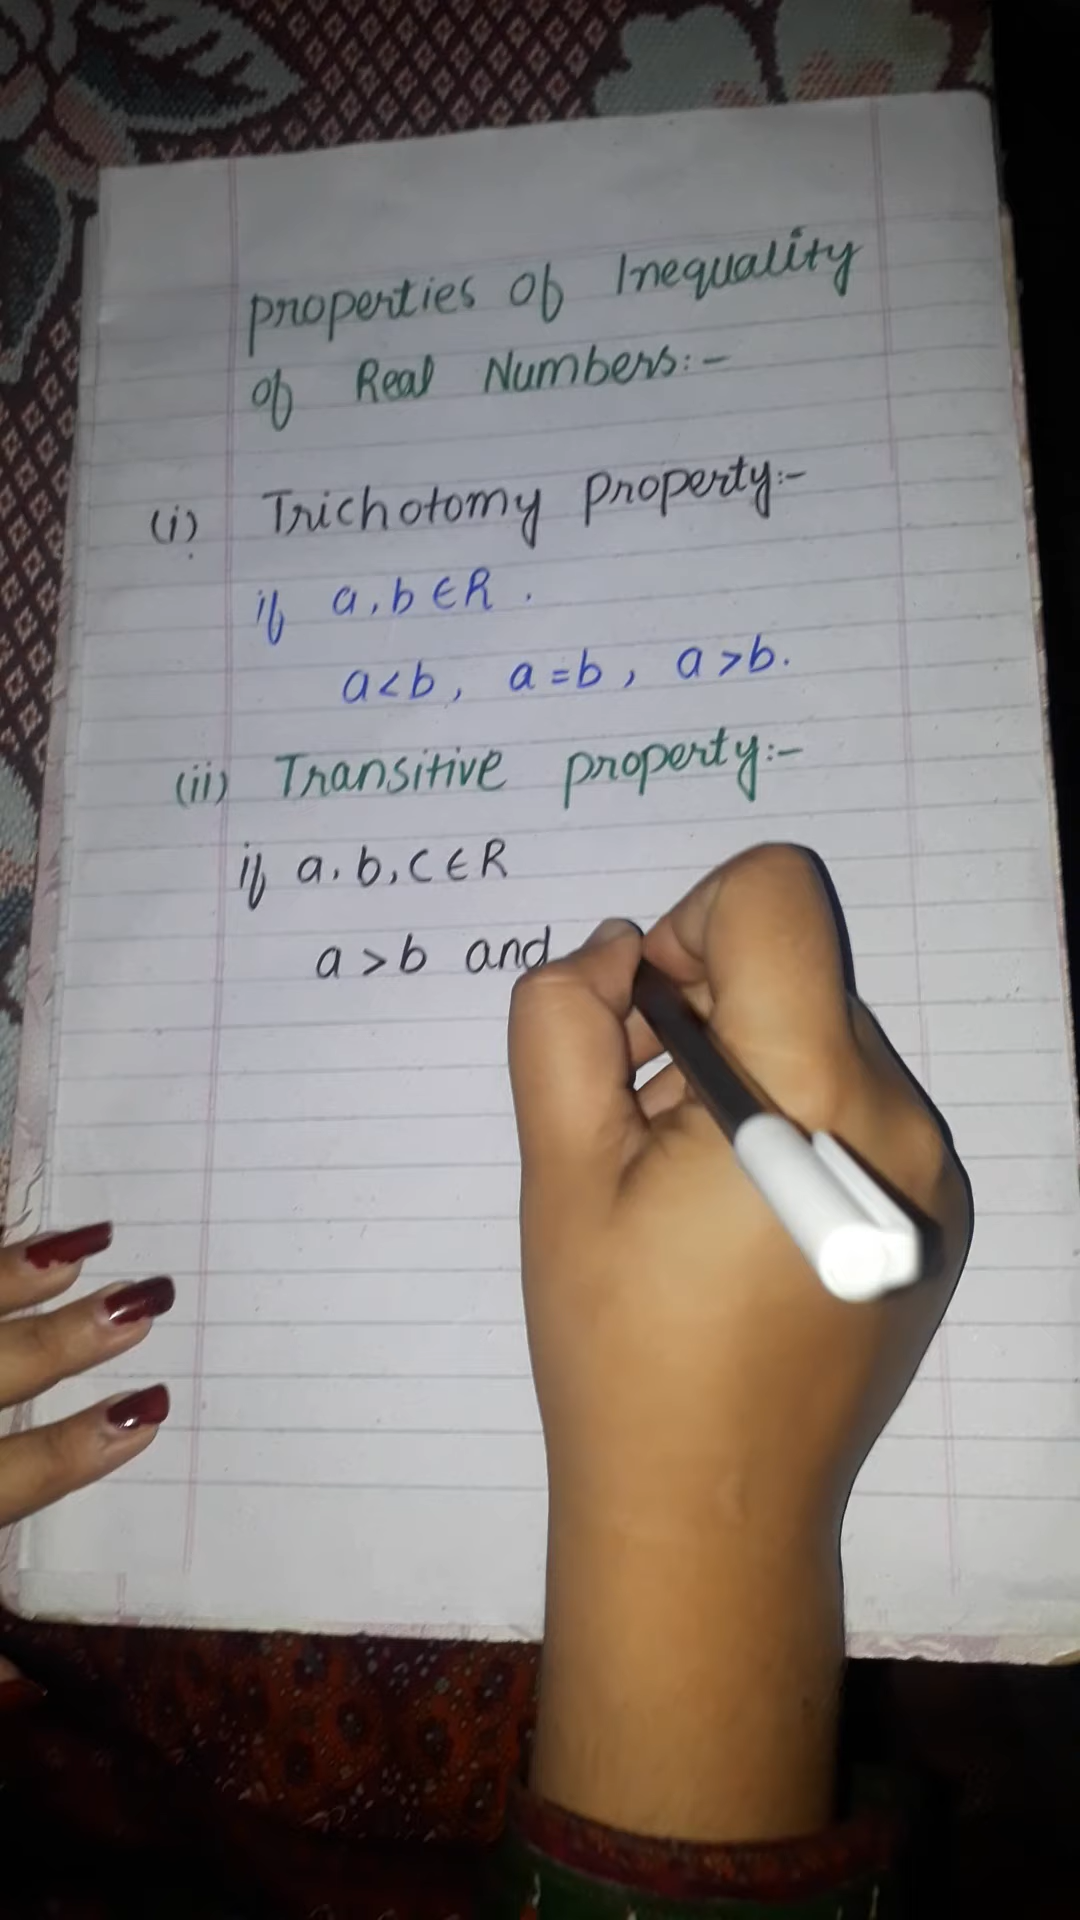 properties of Inequality
of Real Numbers:-
(i) Trichotomy property:-
if a, b ∈ R .
a < b , a = b , a > b .
(ii) Transitive property:-
if a, b, c ∈ R
a > b and